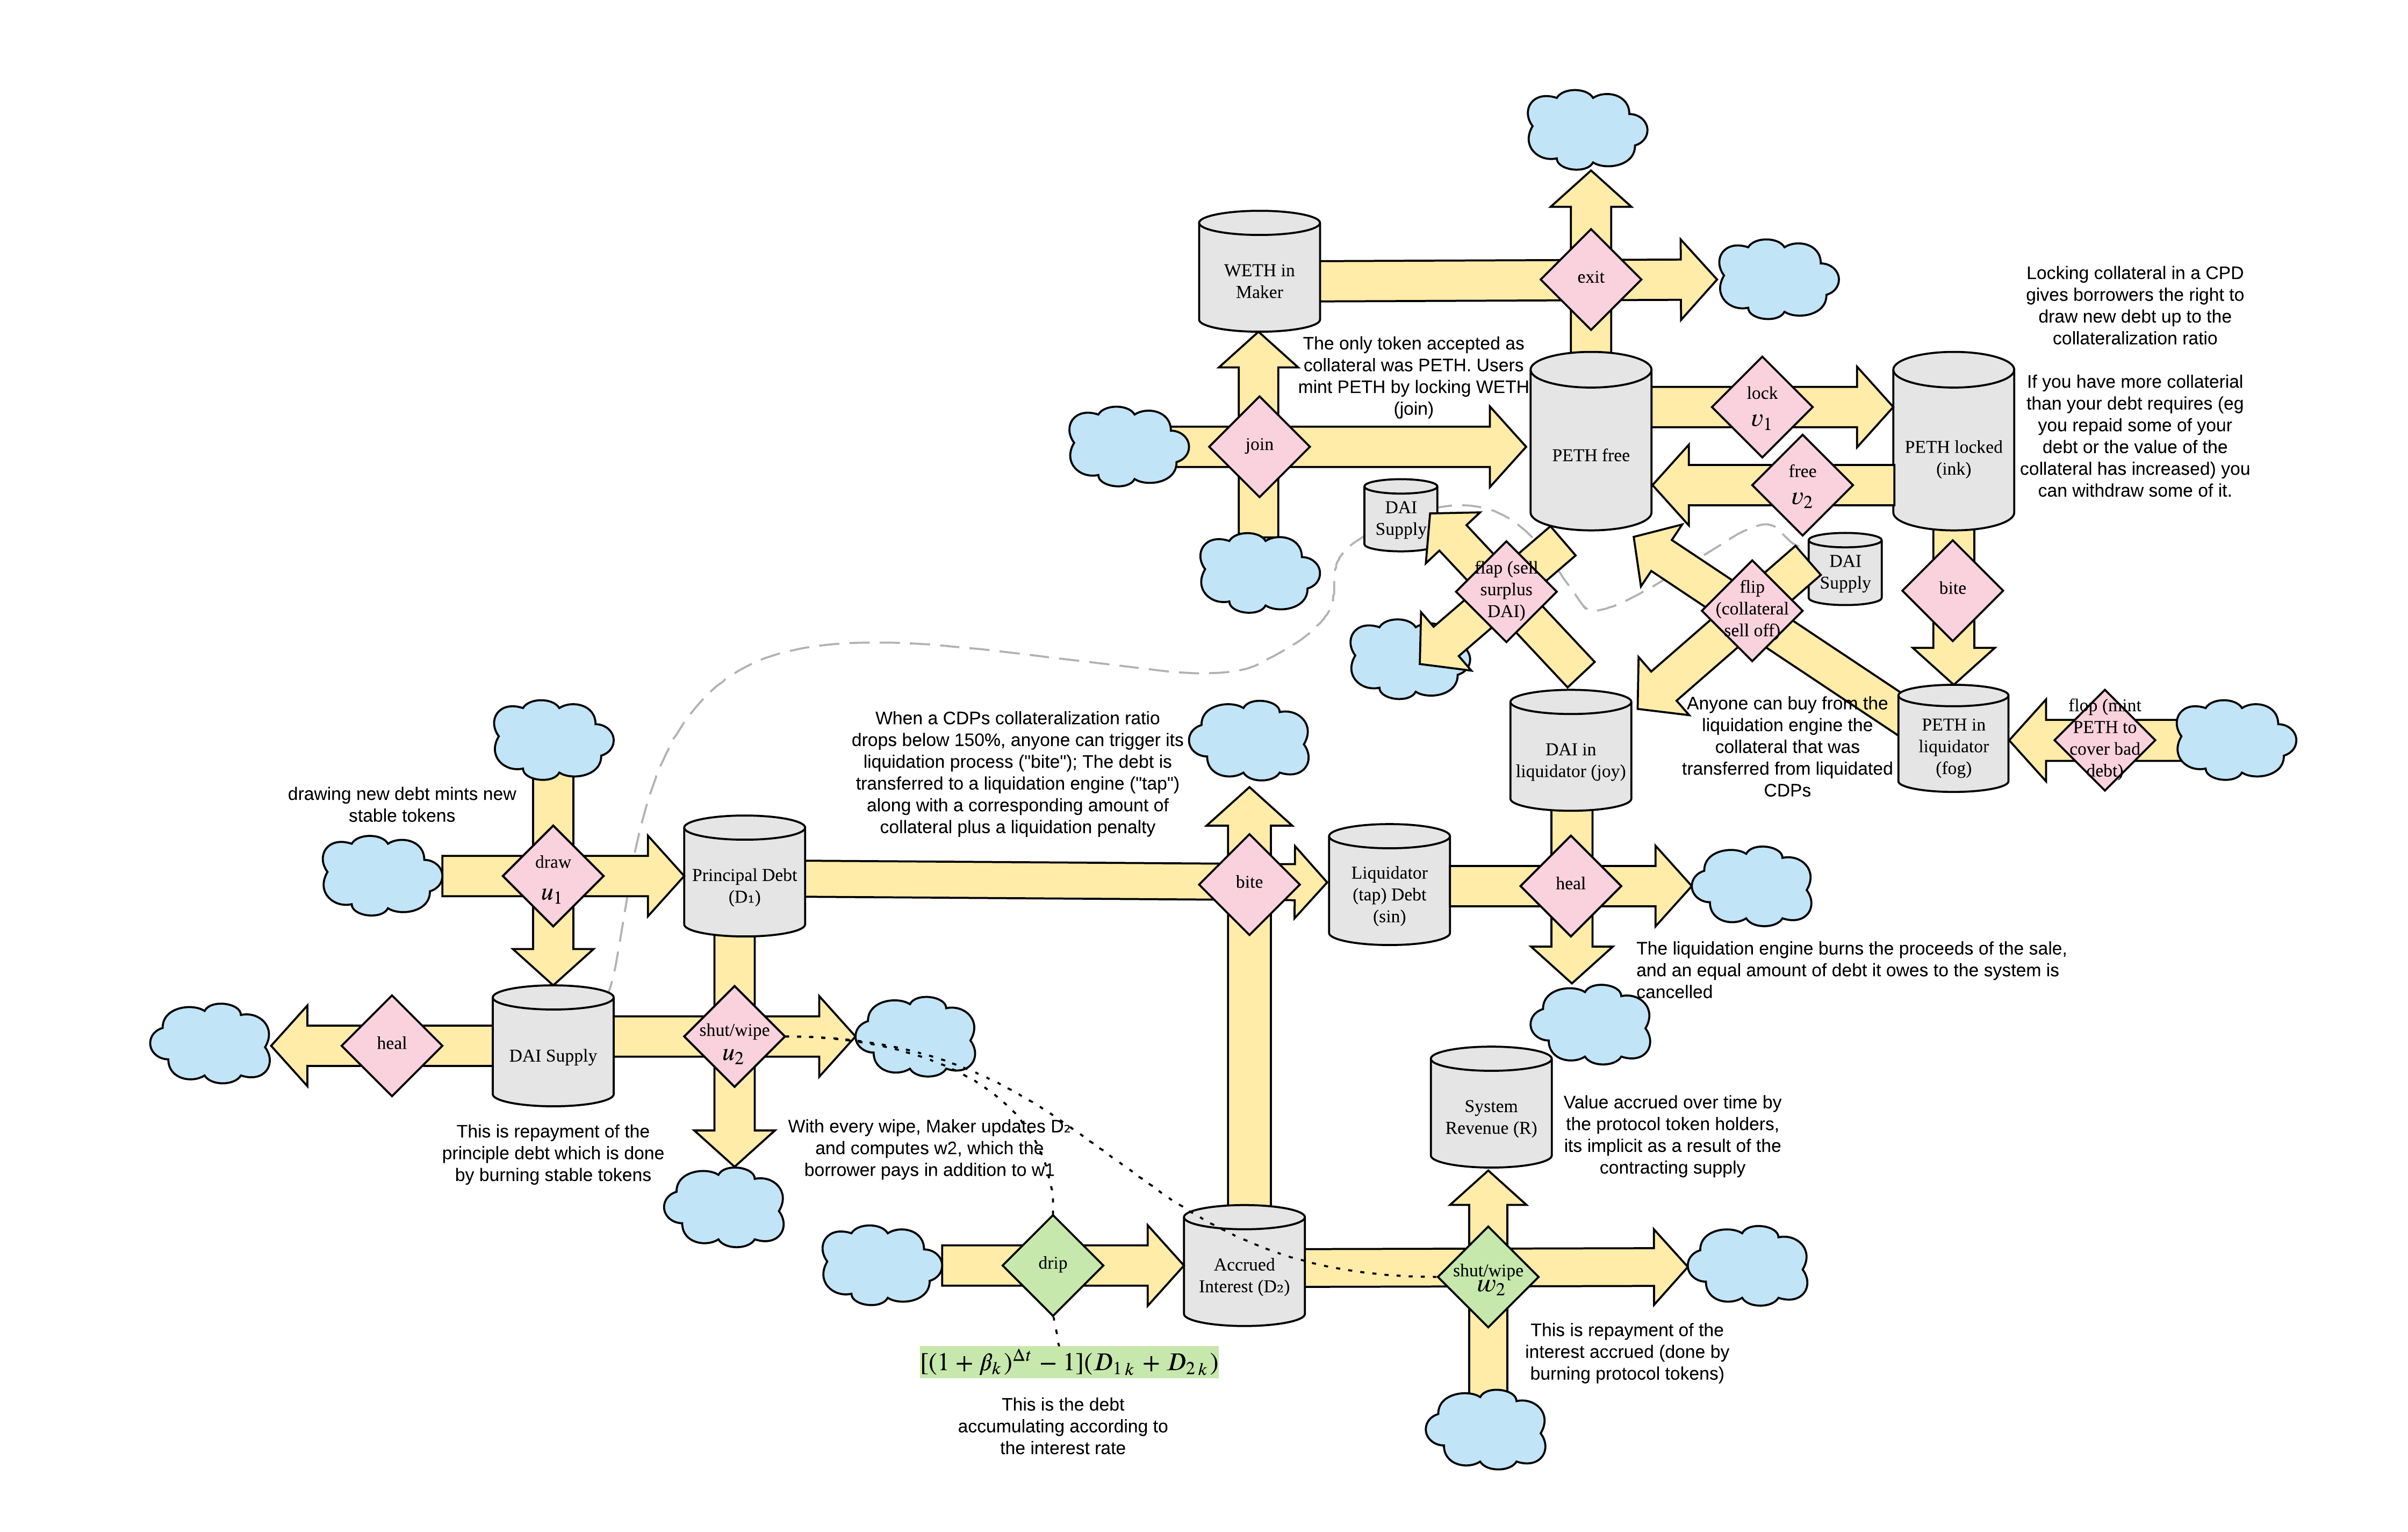 WETH in
Maker
exit
Locking collateral in a CPD
gives borrowers the right to
draw new debt up to the
collateralization ratio
If you have more collaterial
than your debt requires (eg
you repaid some of your
debt or the value of the
collateral has increased) you
can withdraw some of it.
The only token accepted as
collateral was PETH. Users
mint PETH by locking WETH
(join)
join
PETH free
lock
v1
free
v2
PETH locked
(ink)
DAI
Supply
flap (sell
surplus
DAI)
flip
(collateral
sell off)
DAI
Supply
bite
Anyone can buy from the
liquidation engine the
collateral that was
transferred from liquidated
CDPs
DAI in
liquidator (joy)
PETH in
liquidator
(fog)
flop (mint
PETH to
cover bad
debt)
When a CDPs collateralization ratio
drops below 150%, anyone can trigger its
liquidation process ("bite"); The debt is
transferred to a liquidation engine ("tap")
along with a corresponding amount of
collateral plus a liquidation penalty
drawing new debt mints new
stable tokens
draw
u1
Principal Debt
(D₁)
bite
Liquidator
(tap) Debt
(sin)
heal
The liquidation engine burns the proceeds of the sale,
and an equal amount of debt it owes to the system is
cancelled
heal
DAI Supply
shut/wipe
u2
This is repayment of the
principle debt which is done
by burning stable tokens
With every wipe, Maker updates D₂
and computes w2, which the
borrower pays in addition to w1
System
Revenue (R)
Value accrued over time by
the protocol token holders,
its implicit as a result of the
contracting supply
drip
Accrued
Interest (D₂)
shut/wipe
w2
[(1 + βk)^Δt − 1](D1k + D2k)
This is the debt
accumulating according to
the interest rate
This is repayment of the
interest accrued (done by
burning protocol tokens)